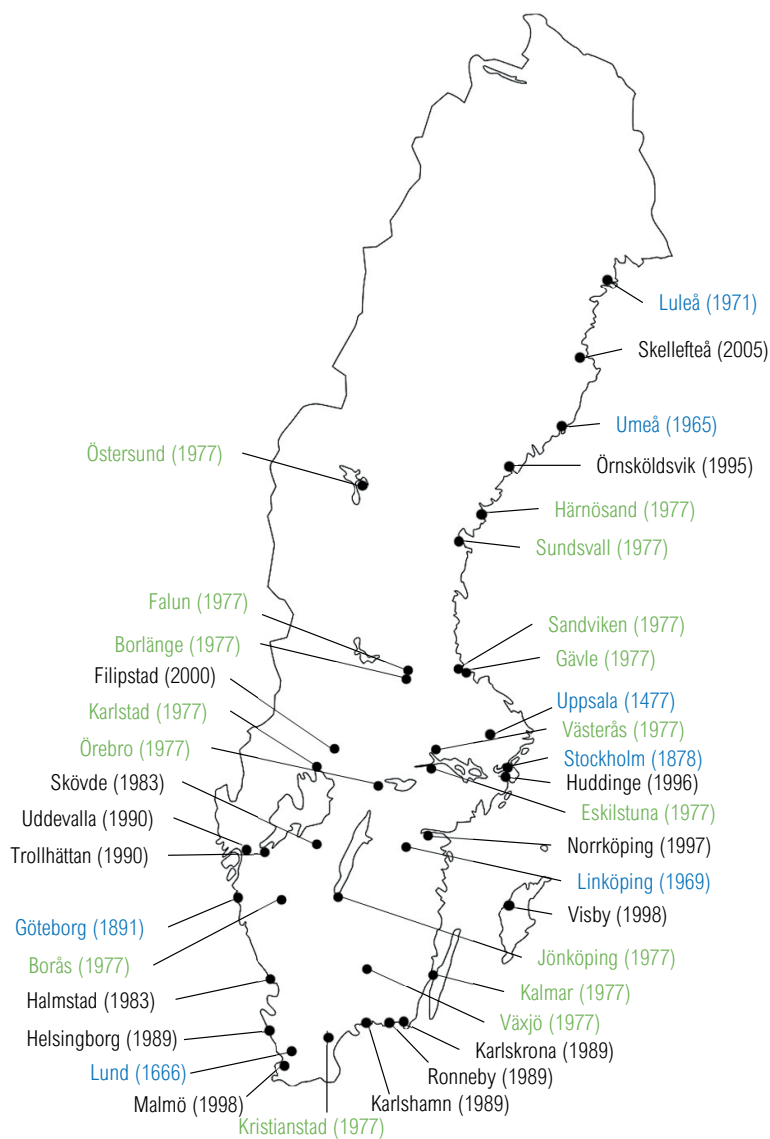 Luleå (1971)
Skellefteå (2005)
Umeå (1965)
Östersund (1977)
Örnsköldsvik (1995)
Härnösand (1977)
Sundsvall (1977)
Falun (1977)
Sandviken (1977)
Borlänge (1977)
Gävle (1977)
Filipstad (2000)
Uppsala (1477)
Karlstad (1977)
Västerås (1977)
Örebro (1977)
Stockholm (1878)
Skövde (1983)
Huddinge (1996)
Eskilstuna (1977)
Uddevalla (1990)
Norrköping (1997)
Trollhättan (1990)
Linköping (1969)
Visby (1998)
Göteborg (1891)
Jönköping (1977)
Borås (1977)
Kalmar (1977)
Halmstad (1983)
Växjö (1977)
Helsingborg (1989)
Karlskrona (1989)
Lund (1666)
Ronneby (1989)
Malmö (1998)
Karlshamn (1989)
Kristianstad (1977)